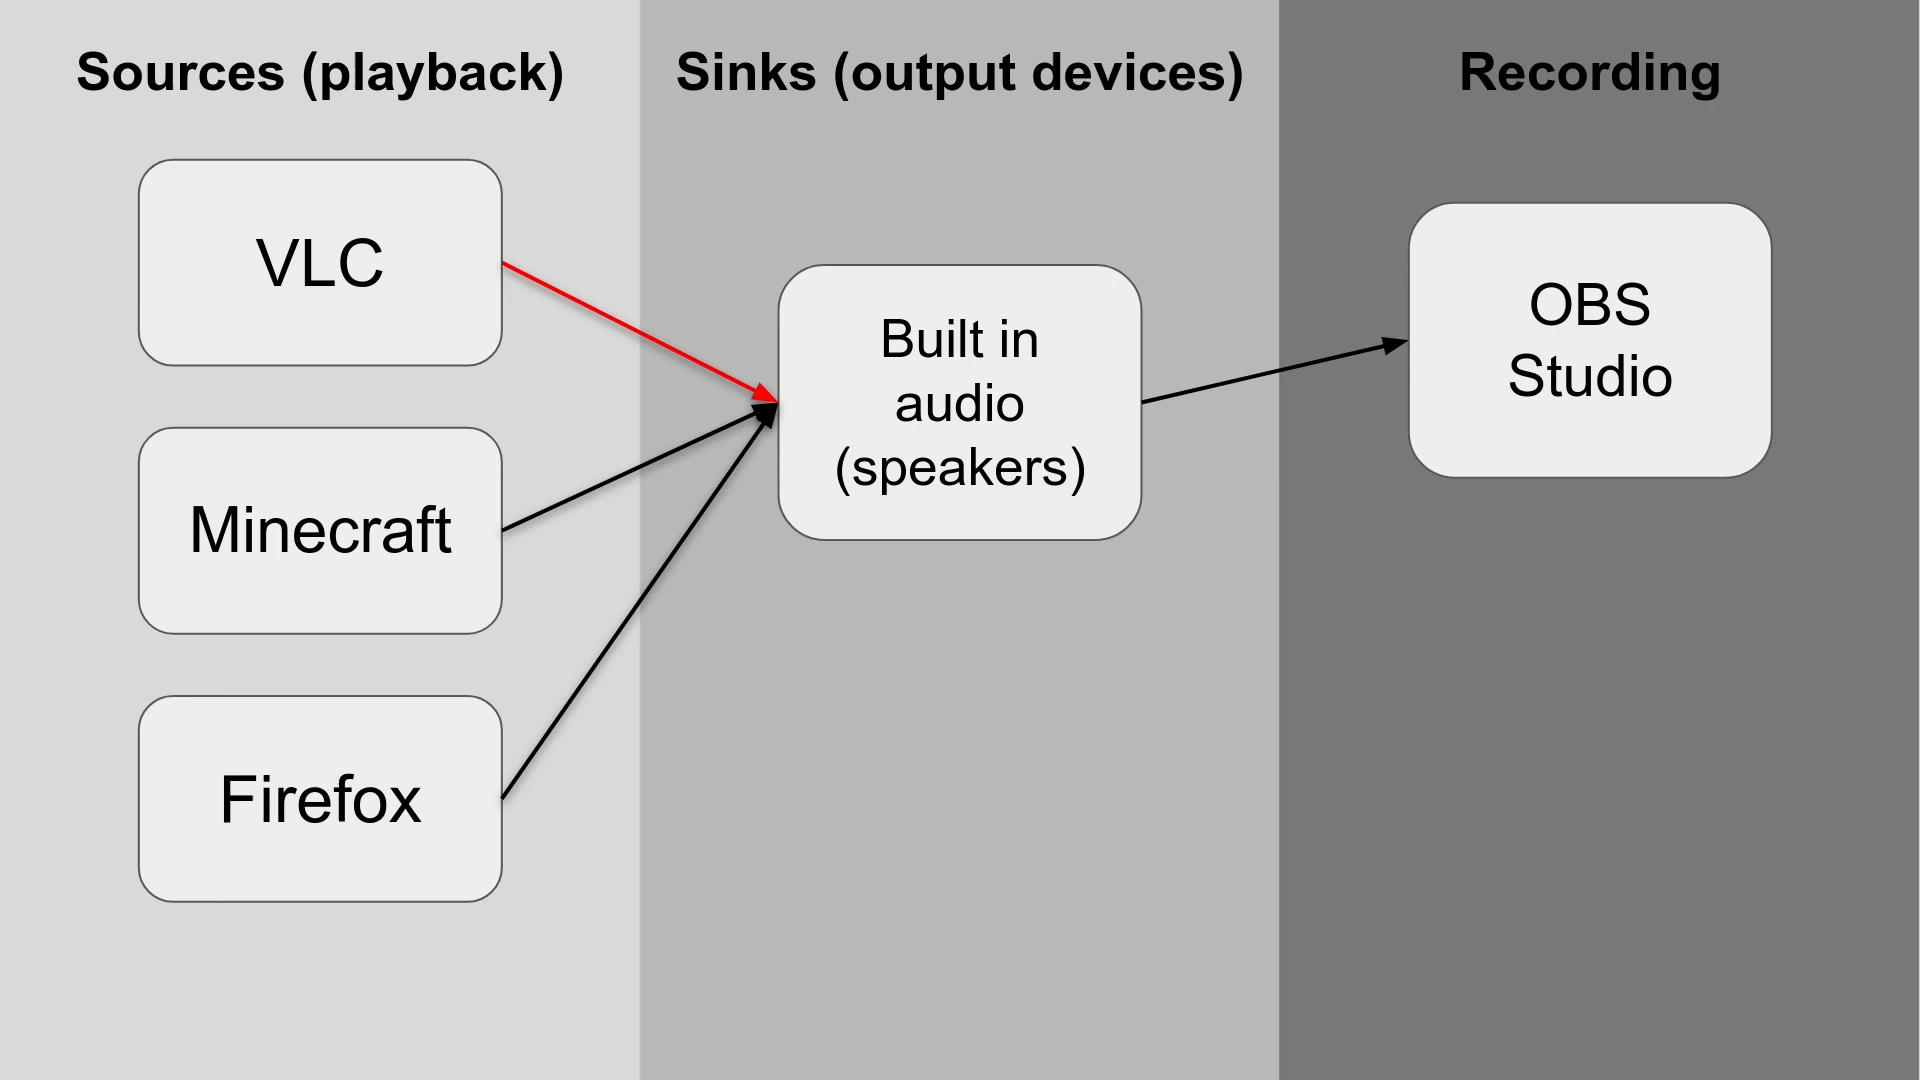 Sources (playback)
Sinks (output devices)
Recording
VLC
Minecraft
Firefox
Built in
audio
(speakers)
OBS
Studio